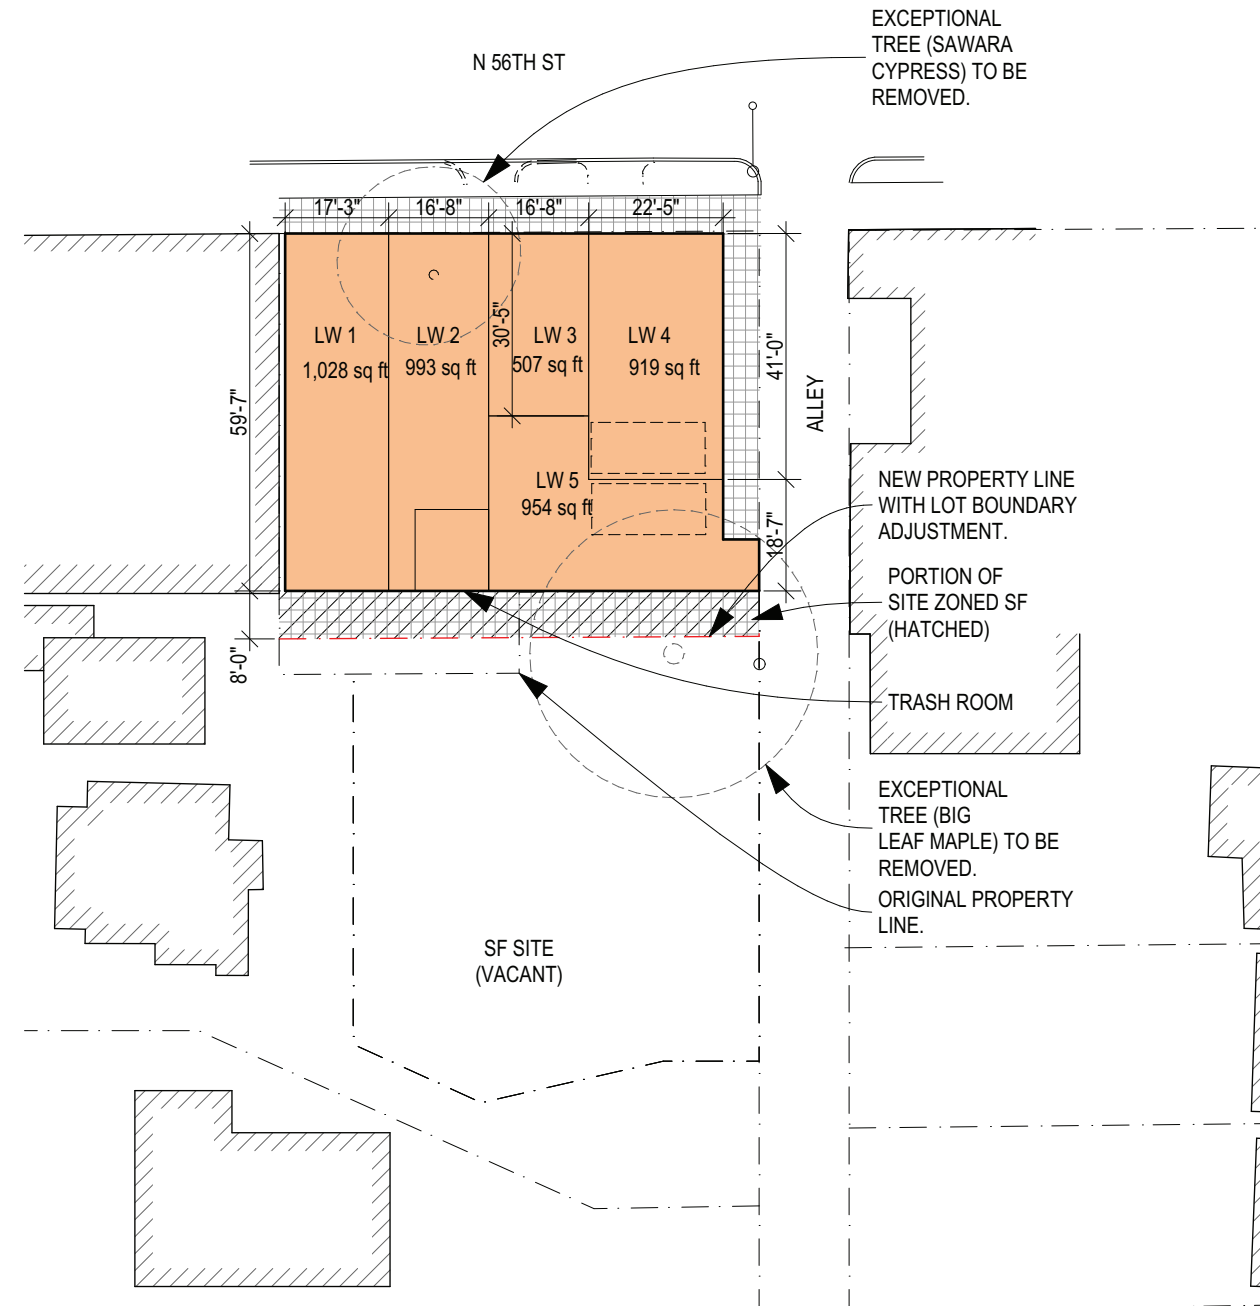 EXCEPTIONAL
TREE (SAWARA
CYPRESS) TO BE
REMOVED.
N 56TH ST
17'-3"
16'-8"
16'-8"
22'-5"
30'-5"
LW 1
1,028 sq ft
LW 2
993 sq ft
LW 3
507 sq ft
LW 4
919 sq ft
59'-7"
41'-0"
ALLEY
LW 5
954 sq ft
18'-7"
8'-0"
NEW PROPERTY LINE
WITH LOT BOUNDARY
ADJUSTMENT.
PORTION OF
SITE ZONED SF
(HATCHED)
TRASH ROOM
EXCEPTIONAL
TREE (BIG
LEAF MAPLE) TO BE
REMOVED.
ORIGINAL PROPERTY
LINE.
SF SITE
(VACANT)